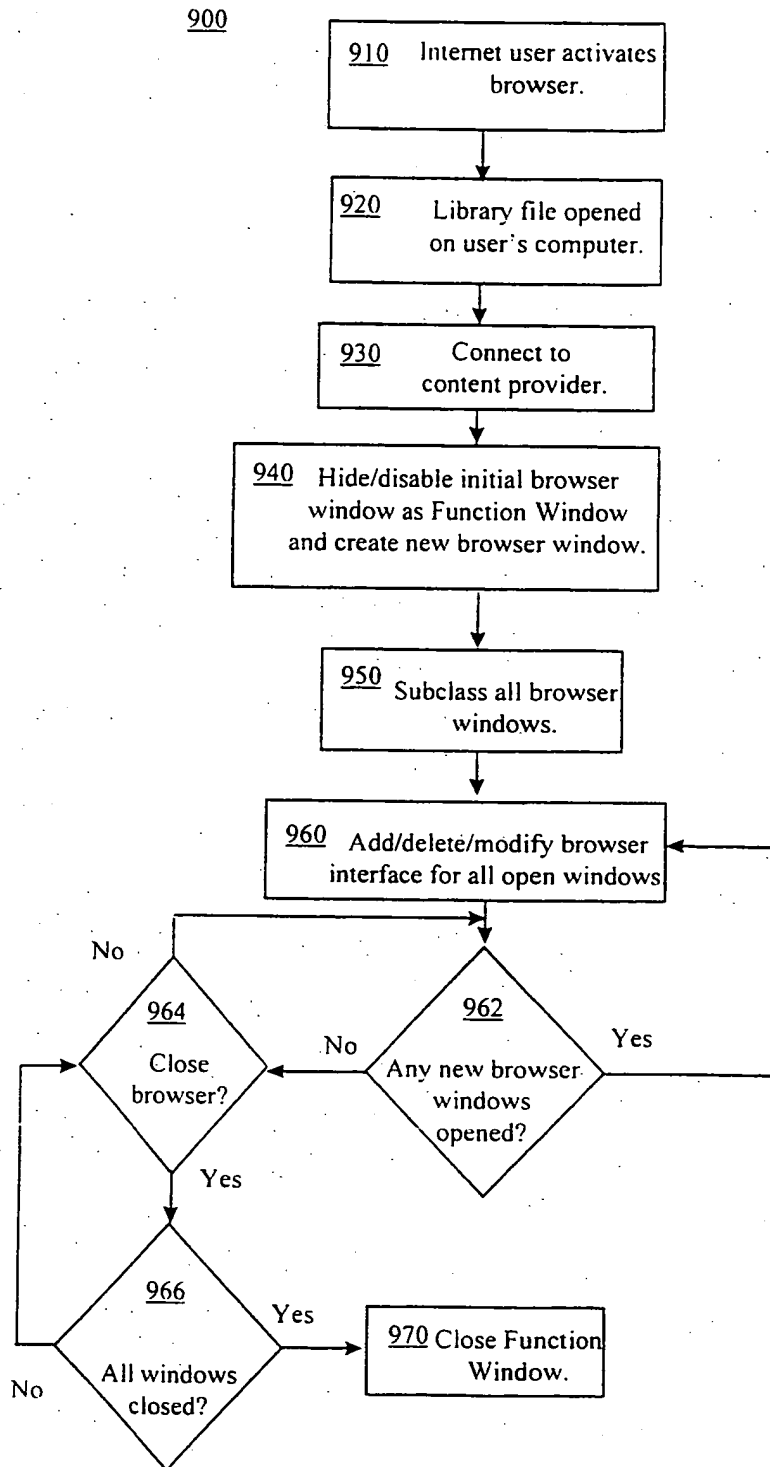 900
910 Internet user activates
browser.
920 Library file opened
on user's computer.
930 Connect to
content provider.
940 Hide/disable initial browser
window as Function Window
and create new browser window.
950 Subclass all browser
windows.
960 Add/delete/modify browser
interface for all open windows
No
964
Close
browser?
No
962
Any new browser
windows
opened?
Yes
Yes
966
All windows
closed?
No
Yes
970 Close Function
Window.